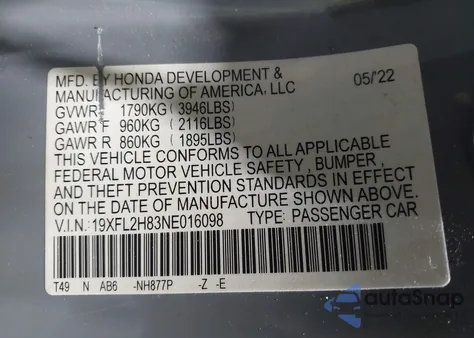 MFD. BY HONDA DEVELOPMENT & 05/'22
MANUFACTURING OF AMERICA, LLC
GVWR 1790KG (3946LBS)
GAWR F 960KG (2116LBS)
GAWR R 860KG (1895LBS)
THIS VEHICLE CONFORMS TO ALL APPLICABLE
FEDERAL MOTOR VEHICLE SAFETY , BUMPER ,
AND THEFT PREVENTION STANDARDS IN EFFECT
ON THE DATE OF MANUFACTURE SHOWN ABOVE.
V.I.N.: 19XFL2H83NE016098 TYPE: PASSENGER CAR
T49 N AB6 -NH877P -Z -E
autoSnap